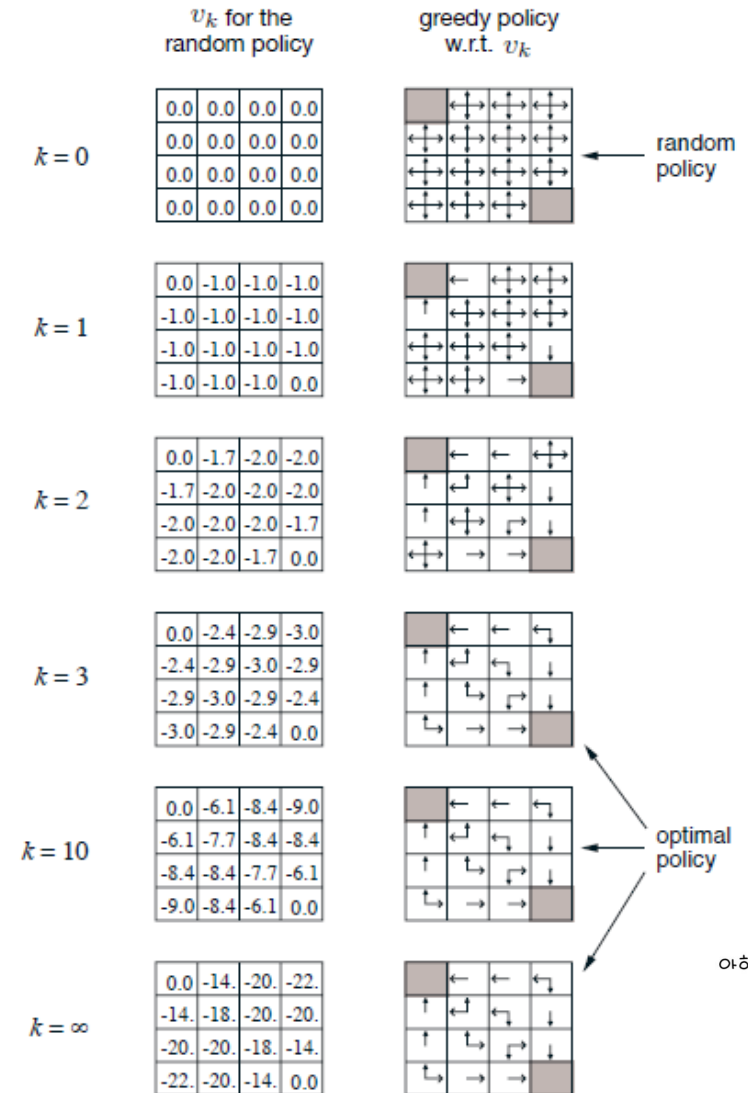 v_k for the
random policy
greedy policy
w.r.t. v_k
k = 0
0.0 0.0 0.0 0.0
0.0 0.0 0.0 0.0
0.0 0.0 0.0 0.0
0.0 0.0 0.0 0.0
random
policy
k = 1
0.0 -1.0 -1.0 -1.0
-1.0 -1.0 -1.0 -1.0
-1.0 -1.0 -1.0 -1.0
-1.0 -1.0 -1.0 0.0
k = 2
0.0 -1.7 -2.0 -2.0
-1.7 -2.0 -2.0 -2.0
-2.0 -2.0 -2.0 -1.7
-2.0 -2.0 -1.7 0.0
k = 3
0.0 -2.4 -2.9 -3.0
-2.4 -2.9 -3.0 -2.9
-2.9 -3.0 -2.9 -2.4
-3.0 -2.9 -2.4 0.0
k = 10
0.0 -6.1 -8.4 -9.0
-6.1 -7.7 -8.4 -8.4
-8.4 -8.4 -7.7 -6.1
-9.0 -8.4 -6.1 0.0
optimal
policy
k = ∞
0.0 -14. -20. -22.
-14. -18. -20. -20.
-20. -20. -18. -14.
-22. -20. -14. 0.0